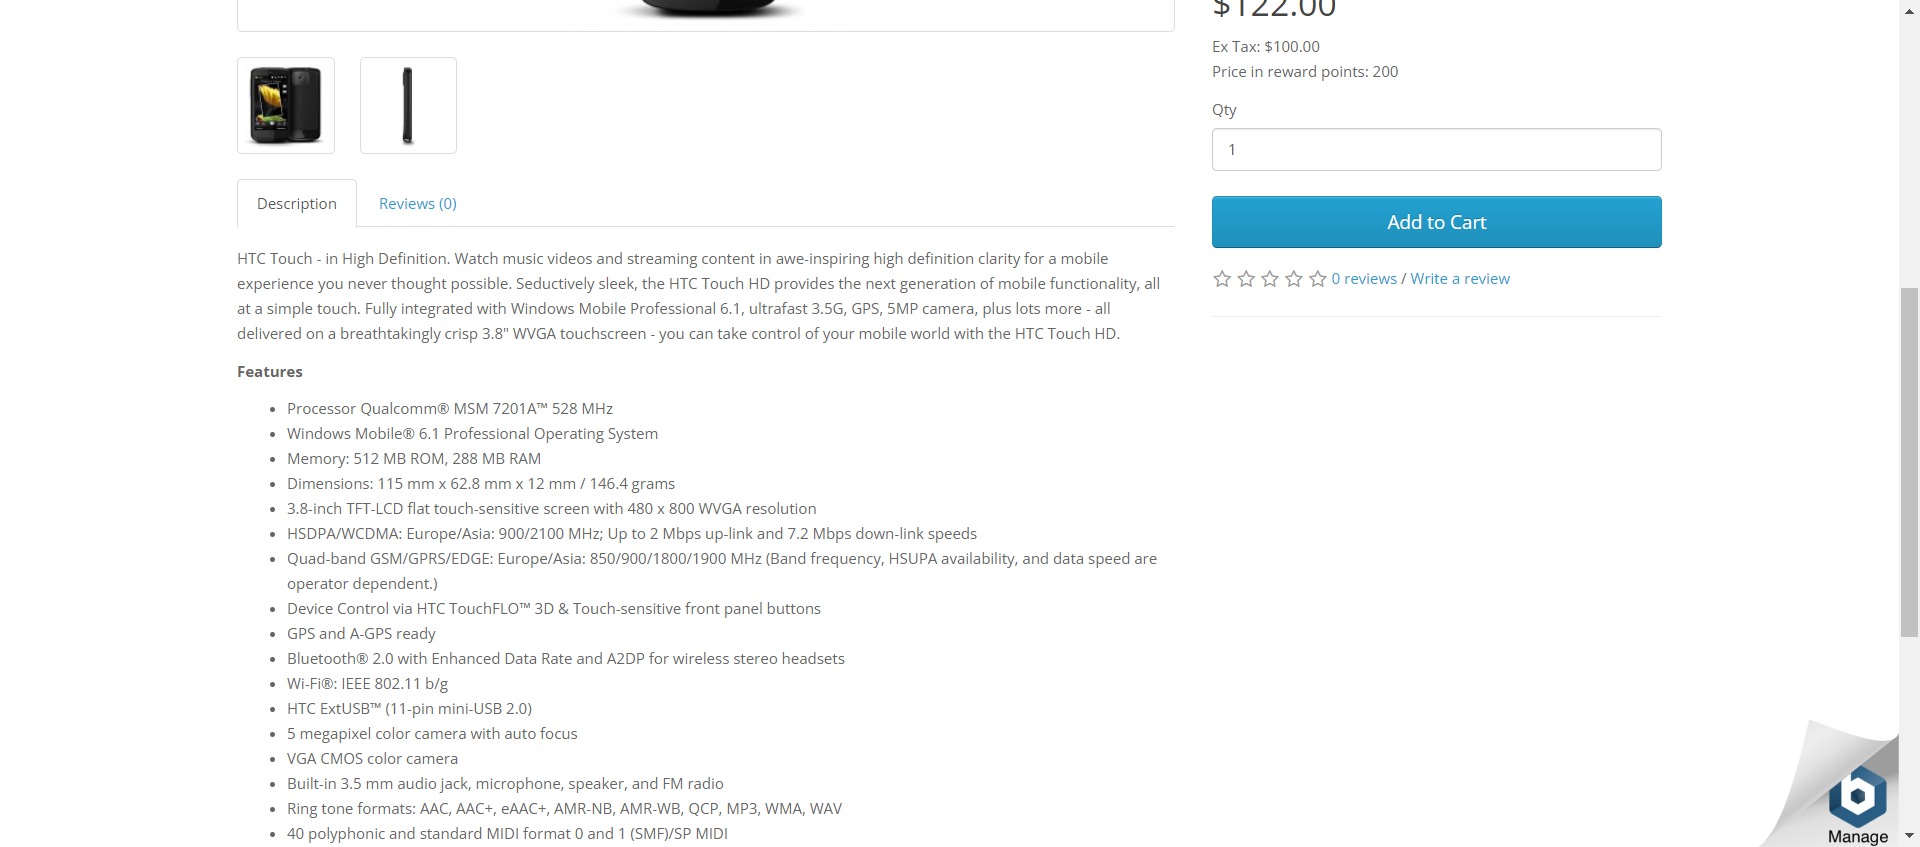 $122.00
Ex Tax: $100.00
Price in reward points: 200
Qty
1
Add to Cart
0 reviews / Write a review
Description
Reviews (0)
HTC Touch - in High Definition. Watch music videos and streaming content in awe-inspiring high definition clarity for a mobile
experience you never thought possible. Seductively sleek, the HTC Touch HD provides the next generation of mobile functionality, all
at a simple touch. Fully integrated with Windows Mobile Professional 6.1, ultrafast 3.5G, GPS, 5MP camera, plus lots more - all
delivered on a breathtakingly crisp 3.8" WVGA touchscreen - you can take control of your mobile world with the HTC Touch HD.
Features
• Processor Qualcomm® MSM 7201A™ 528 MHz
• Windows Mobile® 6.1 Professional Operating System
• Memory: 512 MB ROM, 288 MB RAM
• Dimensions: 115 mm x 62.8 mm x 12 mm / 146.4 grams
• 3.8-inch TFT-LCD flat touch-sensitive screen with 480 x 800 WVGA resolution
• HSDPA/WCDMA: Europe/Asia: 900/2100 MHz; Up to 2 Mbps up-link and 7.2 Mbps down-link speeds
• Quad-band GSM/GPRS/EDGE: Europe/Asia: 850/900/1800/1900 MHz (Band frequency, HSUPA availability, and data speed are
operator dependent.)
• Device Control via HTC TouchFLO™ 3D & Touch-sensitive front panel buttons
• GPS and A-GPS ready
• Bluetooth® 2.0 with Enhanced Data Rate and A2DP for wireless stereo headsets
• Wi-Fi®: IEEE 802.11 b/g
• HTC ExtUSB™ (11-pin mini-USB 2.0)
• 5 megapixel color camera with auto focus
• VGA CMOS color camera
• Built-in 3.5 mm audio jack, microphone, speaker, and FM radio
• Ring tone formats: AAC, AAC+, eAAC+, AMR-NB, AMR-WB, QCP, MP3, WMA, WAV
• 40 polyphonic and standard MIDI format 0 and 1 (SMF)/SP MIDI
b
Manage